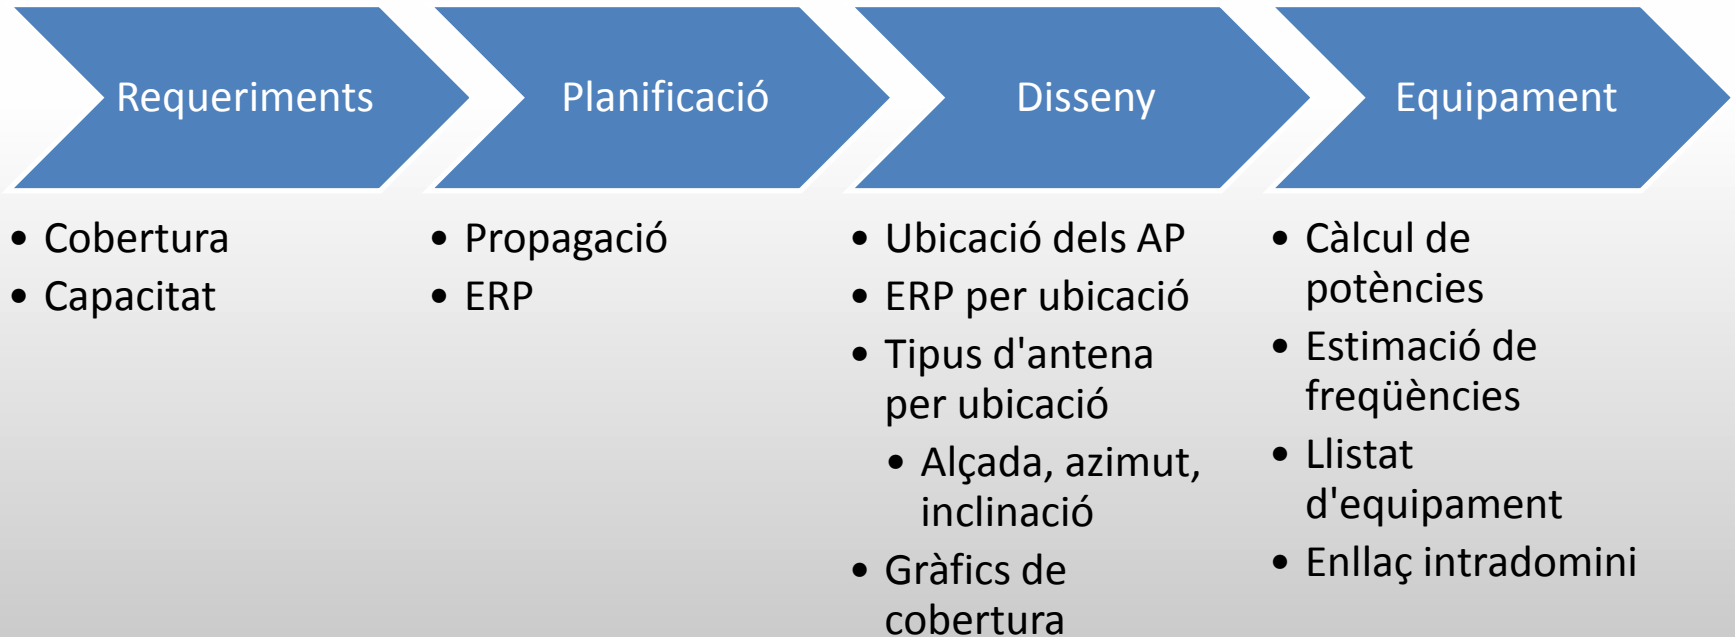 Requeriments
• Cobertura
• Capacitat
Planificació
• Propagació
• ERP
Disseny
• Ubicació dels AP
• ERP per ubicació
• Tipus d'antena
per ubicació
• Alçada, azimut,
inclinació
• Gràfics de
cobertura
Equipament
• Càlcul de
potències
• Estimació de
freqüències
• Llistat
d'equipament
• Enllaç intradomini